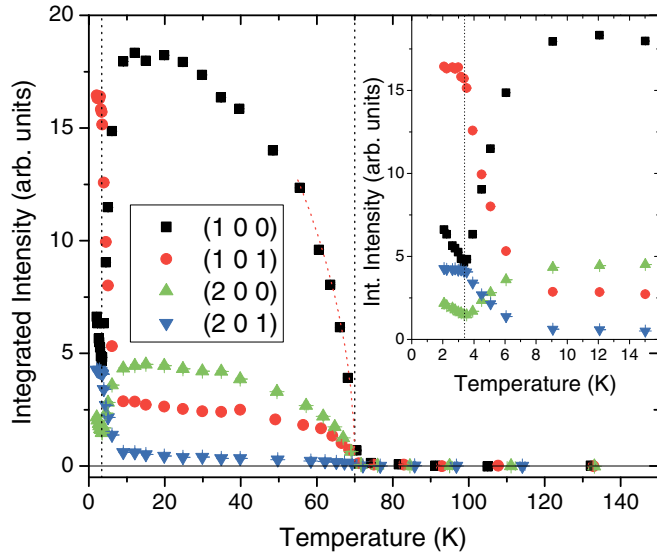 Integrated Intensity (arb. units)
20
15
10
5
0
(1 0 0)
(1 0 1)
(2 0 0)
(2 0 1)
0 20 40 60 80 100 120 140
Temperature (K)
Int. Intensity (arb. units)
15
10
5
0
0 2 4 6 8 10 12 14
Temperature (K)